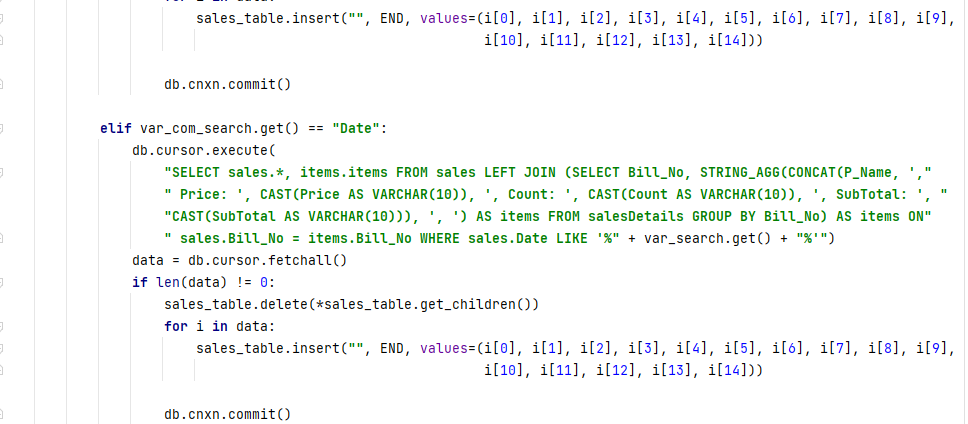 for i in data:
sales_table.insert("", END, values=(i[0], i[1], i[2], i[3], i[4], i[5], i[6], i[7], i[8], i[9],
i[10], i[11], i[12], i[13], i[14]))
db.cnxn.commit()
elif var_com_search.get() == "Date":
db.cursor.execute(
"SELECT sales.*, items.items FROM sales LEFT JOIN (SELECT Bill_No, STRING_AGG(CONCAT(P_Name, ',"
" Price: ', CAST(Price AS VARCHAR(10)), ', Count: ', CAST(Count AS VARCHAR(10)), ', SubTotal: ', "
"CAST(SubTotal AS VARCHAR(10))), ', ') AS items FROM salesDetails GROUP BY Bill_No) AS items ON"
" sales.Bill_No = items.Bill_No WHERE sales.Date LIKE '%" + var_search.get() + "%'")
data = db.cursor.fetchall()
if len(data) != 0:
sales_table.delete(*sales_table.get_children())
for i in data:
sales_table.insert("", END, values=(i[0], i[1], i[2], i[3], i[4], i[5], i[6], i[7], i[8], i[9],
i[10], i[11], i[12], i[13], i[14]))
db.cnxn.commit()